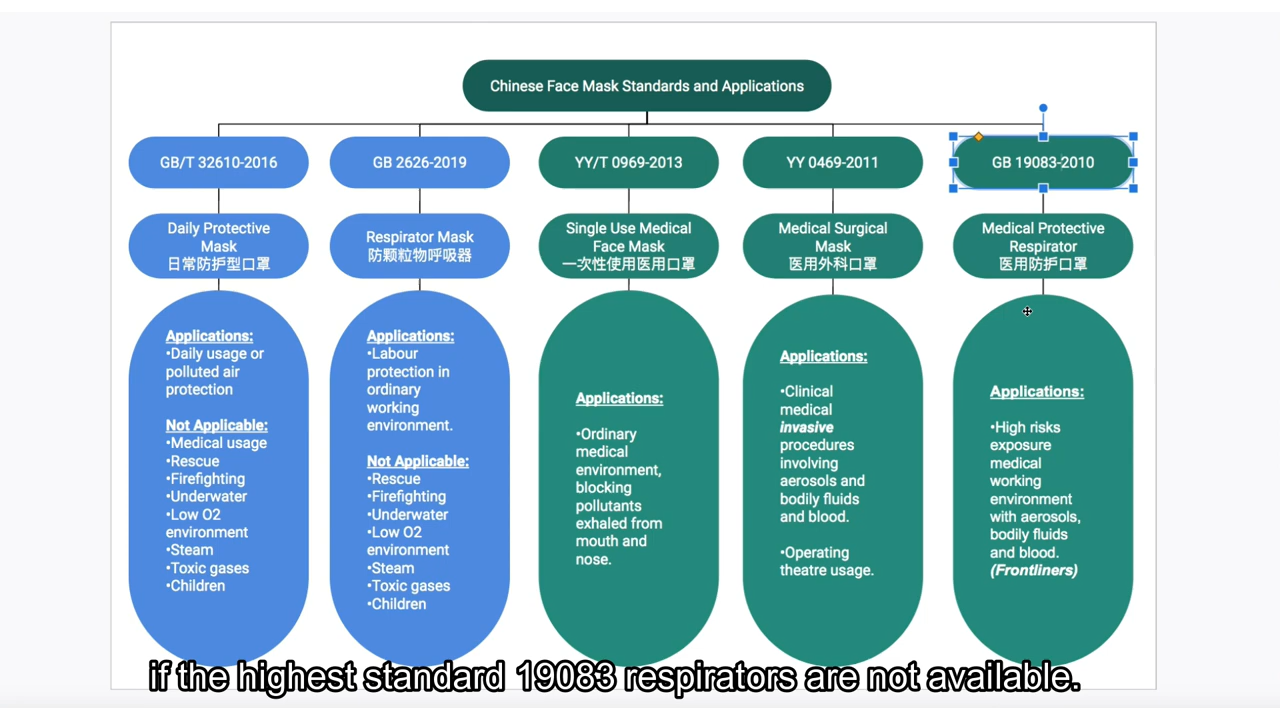 Chinese Face Mask Standards and Applications
GB/T 32610-2016
Daily Protective
Mask
日常防护型口罩
Applications:
•Daily usage or
polluted air
protection
Not Applicable:
•Medical usage
•Rescue
•Firefighting
•Underwater
•Low O2
environment
•Steam
•Toxic gases
•Children
GB 2626-2019
Respirator Mask
防颗粒物呼吸器
Applications:
•Labour
protection in
ordinary
working
environment.
Not Applicable:
•Rescue
•Firefighting
•Underwater
•Low O2
environment
•Steam
•Toxic gases
•Children
YY/T 0969-2013
Single Use Medical
Face Mask
一次性使用医用口罩
Applications:
•Ordinary
medical
environment,
blocking
pollutants
exhaled from
mouth and
nose.
YY 0469-2011
Medical Surgical
Mask
医用外科口罩
Applications:
•Clinical
medical
invasive
procedures
involving
aerosols and
bodily fluids
and blood.
•Operating
theatre usage.
GB 19083-2010
Medical Protective
Respirator
医用防护口罩
Applications:
•High risks
exposure
medical
working
environment
with aerosols,
bodily fluids
and blood.
(Frontliners)
if the highest standard 19083 respirators are not available.